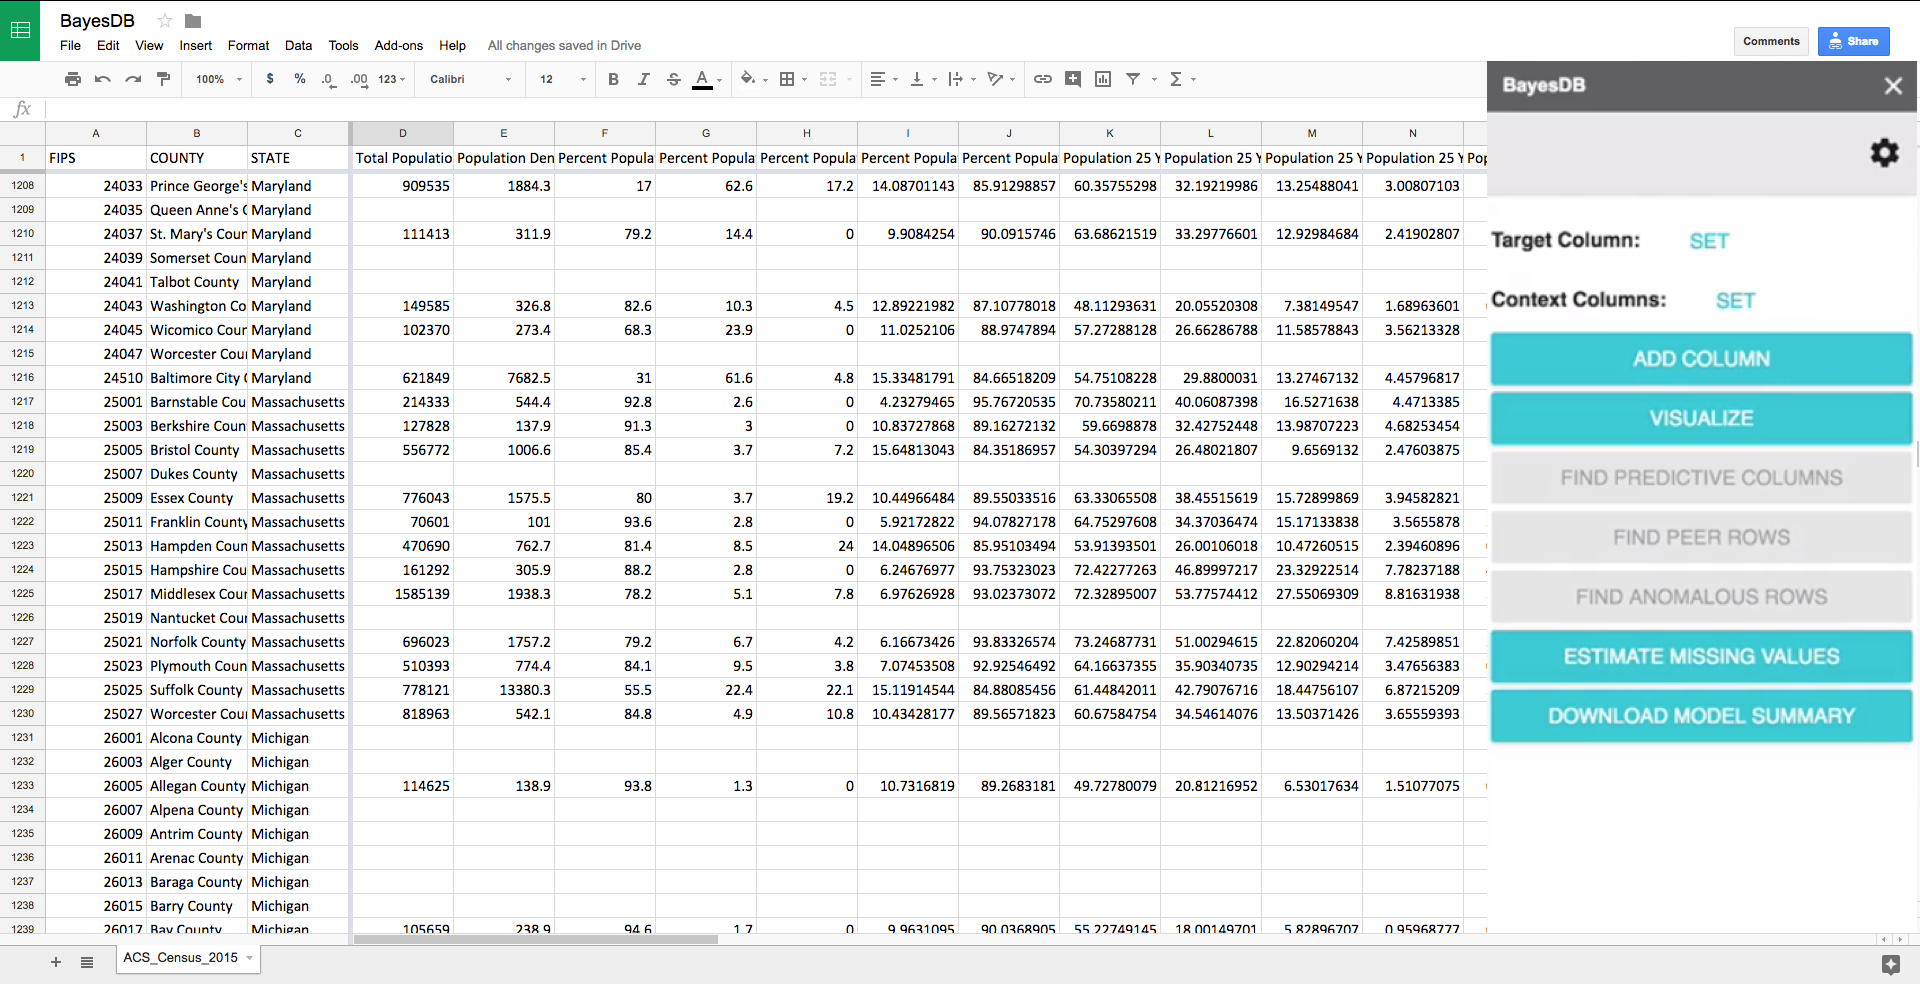 BayesDB
File Edit View Insert Format Data Tools Add-ons Help All changes saved in Drive
Comments Share
100% $ % .0 .00 123 Calibri 12 B I S A
fx
A B C D E F G H I J K L M N
1 FIPS COUNTY STATE Total Populatio Population Den Percent Popula Percent Popula Percent Popula Percent Popula Percent Popula Population 25 Y Population 25 Y Population 25 Y Population 25 Y Pop
1208 24033 Prince George's Maryland 909535 1884.3 17 62.6 17.2 14.08701143 85.91298857 60.35755298 32.19219986 13.25488041 3.00807103
1209 24035 Queen Anne's C Maryland
1210 24037 St. Mary's Coun Maryland 111413 311.9 79.2 14.4 0 9.9084254 90.0915746 63.68621519 33.29776601 12.92984684 2.41902807
1211 24039 Somerset Coun Maryland
1212 24041 Talbot County Maryland
1213 24043 Washington Co Maryland 149585 326.8 82.6 10.3 4.5 12.89221982 87.10778018 48.11293631 20.05520308 7.38149547 1.68963601
1214 24045 Wicomico Coun Maryland 102370 273.4 68.3 23.9 0 11.0252106 88.9747894 57.27288128 26.66286788 11.58578843 3.56213328
1215 24047 Worcester Cou Maryland
1216 24510 Baltimore City ( Maryland 621849 7682.5 31 61.6 4.8 15.33481791 84.66518209 54.75108228 29.8800031 13.27467132 4.45796817
1217 25001 Barnstable Cou Massachusetts 214333 544.4 92.8 2.6 0 4.23279465 95.76720535 70.73580211 40.06087398 16.5271638 4.4713385
1218 25003 Berkshire Coun Massachusetts 127828 137.9 91.3 3 0 10.83727868 89.16272132 59.6698878 32.42752448 13.98707223 4.68253454
1219 25005 Bristol County Massachusetts 556772 1006.6 85.4 3.7 7.2 15.64813043 84.35186957 54.30397294 26.48021807 9.6569132 2.47603875
1220 25007 Dukes County Massachusetts
1221 25009 Essex County Massachusetts 776043 1575.5 80 3.7 19.2 10.44966484 89.55033516 63.33065508 38.45515619 15.72899869 3.94582821
1222 25011 Franklin County Massachusetts 70601 101 93.6 2.8 0 5.92172822 94.07827178 64.75297608 34.37036474 15.17133838 3.5655878
1223 25013 Hampden Coun Massachusetts 470690 762.7 81.4 8.5 24 14.04896506 85.95103494 53.91393501 26.00106018 10.47260515 2.39460896
1224 25015 Hampshire Cou Massachusetts 161292 305.9 88.2 2.8 0 6.24676977 93.75323023 72.42277263 46.89997217 23.32922514 7.78237188
1225 25017 Middlesex Coun Massachusetts 1585139 1938.3 78.2 5.1 7.8 6.97626928 93.02373072 72.32895007 53.77574412 27.55069309 8.81631938
1226 25019 Nantucket Coun Massachusetts
1227 25021 Norfolk County Massachusetts 696023 1757.2 79.2 6.7 4.2 6.16673426 93.83326574 73.24687731 51.00294615 22.82060204 7.42589851
1228 25023 Plymouth Coun Massachusetts 510393 774.4 84.1 9.5 3.8 7.07453508 92.92546492 64.16637355 35.90340735 12.90294214 3.47656383
1229 25025 Suffolk County Massachusetts 778121 13380.3 55.5 22.4 22.1 15.11914544 84.88085456 61.44842011 42.79076716 18.44756107 6.87215209
1230 25027 Worcester Cou Massachusetts 818963 542.1 84.8 4.9 10.8 10.43428177 89.56571823 60.67584754 34.54614076 13.50371426 3.65559393
1231 26001 Alcona County Michigan
1232 26003 Alger County Michigan
1233 26005 Allegan County Michigan 114625 138.9 93.8 1.3 0 10.7316819 89.2683181 49.72780079 20.81216952 6.53017634 1.51077075
1234 26007 Alpena County Michigan
1235 26009 Antrim County Michigan
1236 26011 Arenac County Michigan
1237 26013 Baraga County Michigan
1238 26015 Barry County Michigan
1239 26017 Bay County Michigan 105659 238.9 94.6 1.7 0 9.9631095 90.0368905 55.22749145 18.00149701 5.82896707 0.95968777
ACS_Census_2015
BayesDB
Target Column: SET
Context Columns: SET
ADD COLUMN
VISUALIZE
FIND PREDICTIVE COLUMNS
FIND PEER ROWS
FIND ANOMALOUS ROWS
ESTIMATE MISSING VALUES
DOWNLOAD MODEL SUMMARY